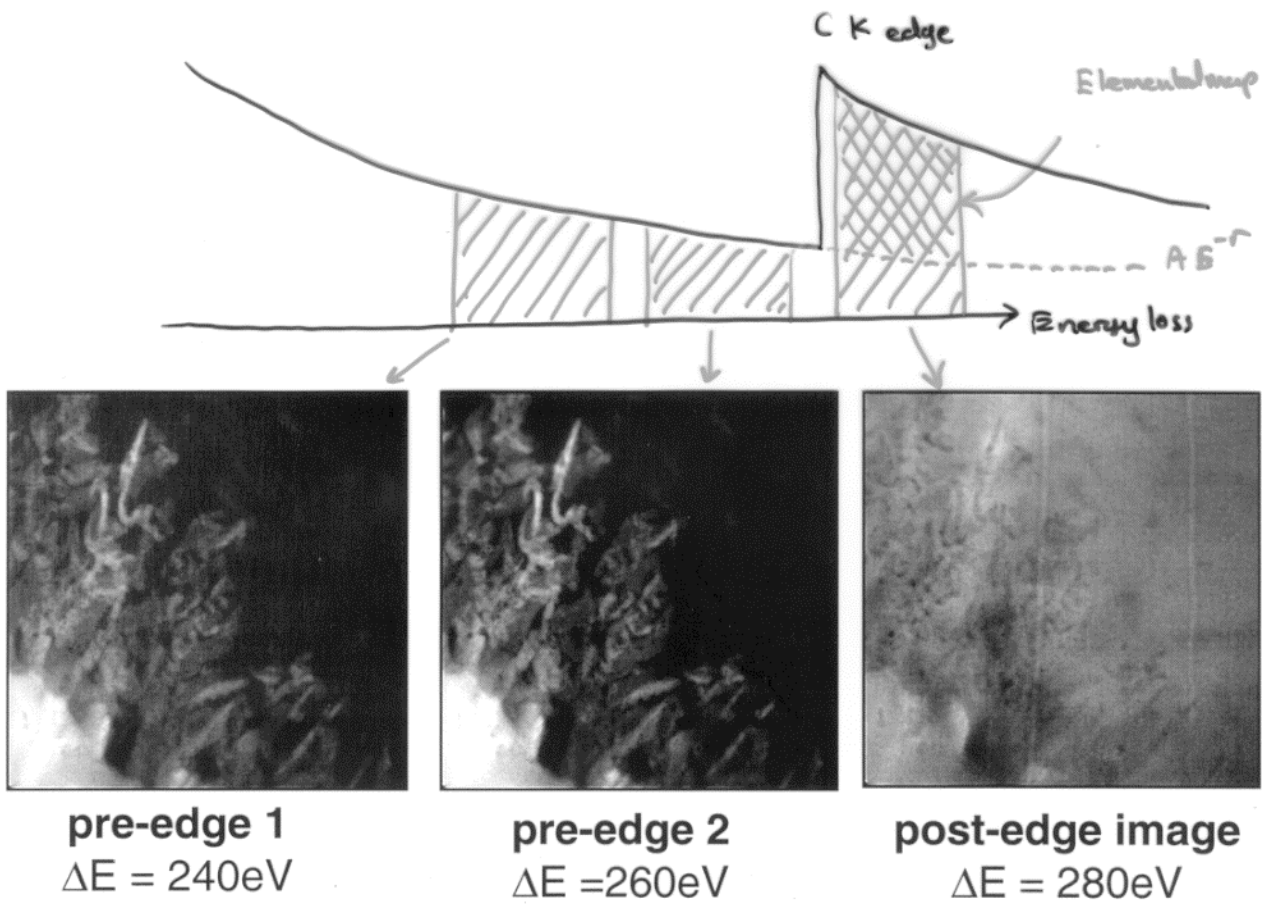 C K edge
Elemental map
A E⁻ʳ
Energy loss
pre-edge 1
ΔE = 240eV
pre-edge 2
ΔE =260eV
post-edge image
ΔE = 280eV